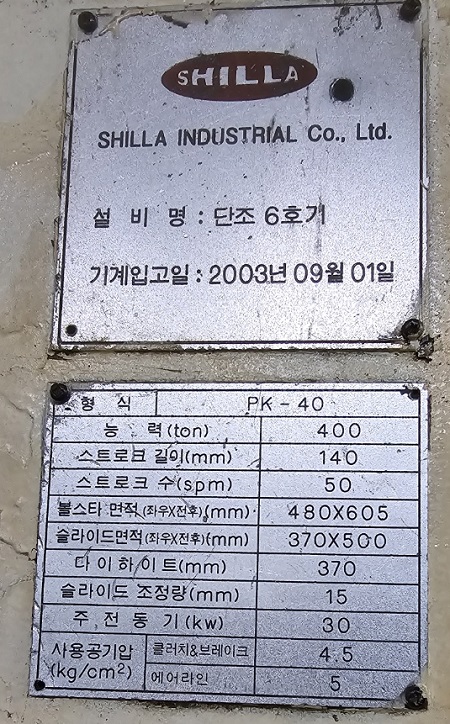 SHILLA
SHILLA INDUSTRIAL Co., Ltd.
설 비 명 : 단조 6호기
기계입고일 : 2003년 09월 01일
형 식 PK-40
능 력(ton) 400
스트로크 길이(mm) 140
스트로크 수(spm) 50
볼스타 면적(좌우X전후)(mm) 480X605
슬라이드면적(좌우X전후)(mm) 370X500
다이하이트(mm) 370
슬라이드 조정량(mm) 15
주 전 동 기(kw) 30
사용공기압 클러치&브레이크 4.5
(kg/cm²) 에어라인 5